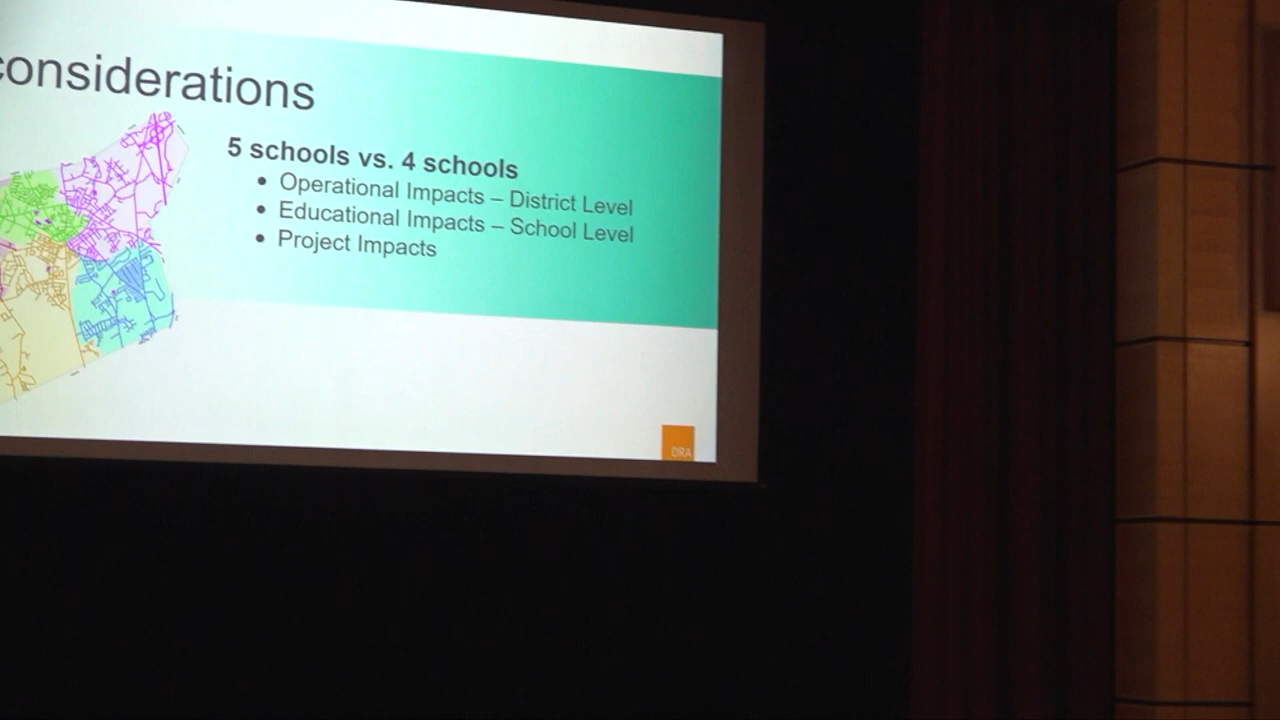 considerations
5 schools vs. 4 schools
• Operational Impacts – District Level
• Educational Impacts – School Level
• Project Impacts
DRA